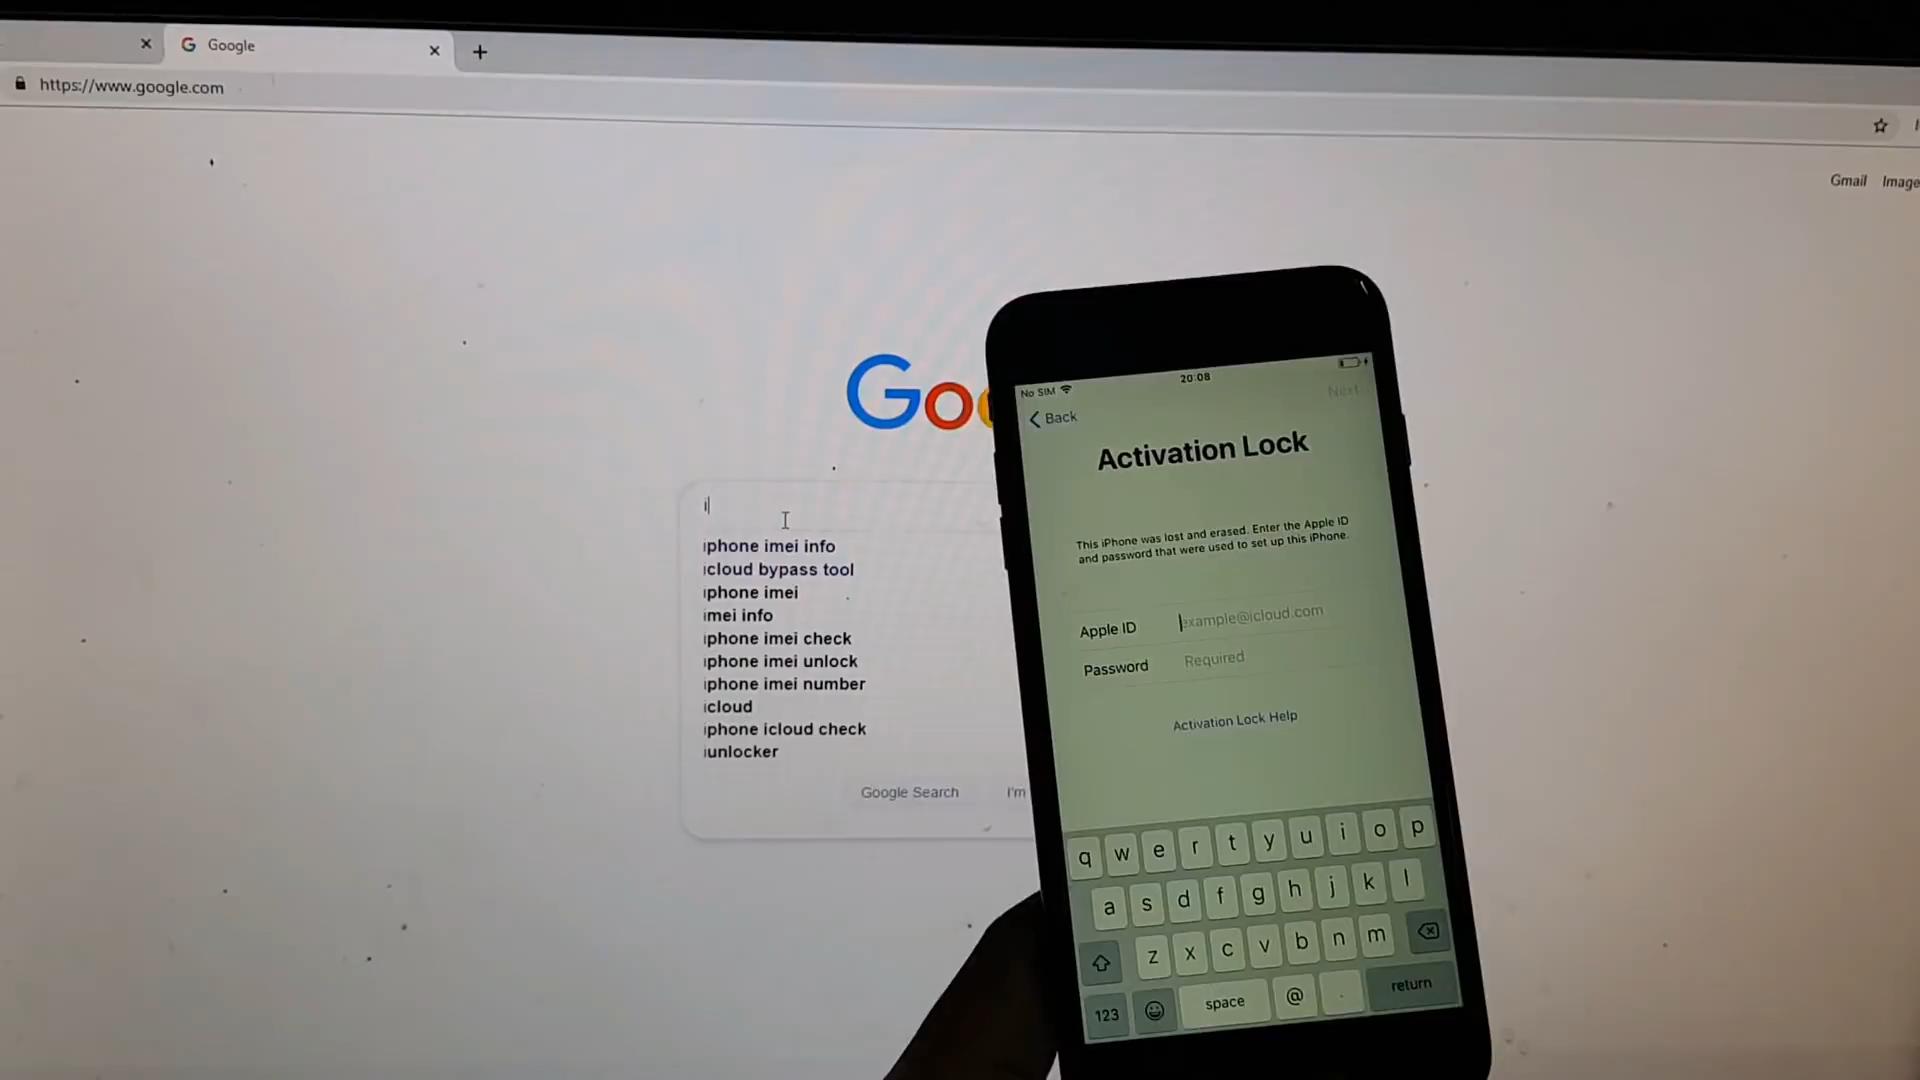 Google
https://www.google.com
Gmail
Goo
i
iphone imei info
icloud bypass tool
iphone imei
imei info
iphone imei check
iphone imei unlock
iphone imei number
icloud
iphone icloud check
iunlocker
Google Search
I'm
No SIM
20:08
Next
Back
Activation Lock
This iPhone was lost and erased. Enter the Apple ID
and password that were used to set up this iPhone.
Apple ID example@icloud.com
Password Required
Activation Lock Help
q w e r t y u i o p
a s d f g h j k l
z x c v b n m
123 space @ . return